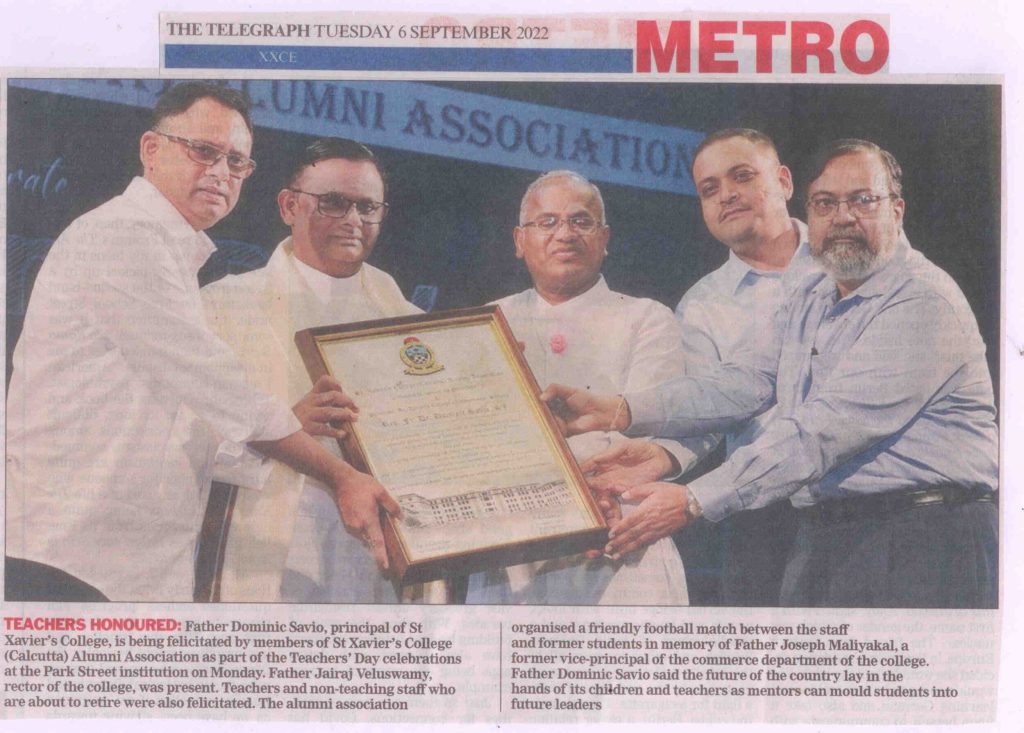 THE TELEGRAPH TUESDAY 6 SEPTEMBER 2022
XXCE
METRO
ALUMNI ASSOCIATION
TEACHERS HONOURED: Father Dominic Savio, principal of St
Xavier's College, is being felicitated by members of St Xavier's College
(Calcutta) Alumni Association as part of the Teachers' Day celebrations
at the Park Street institution on Monday. Father Jairaj Veluswamy,
rector of the college, was present. Teachers and non-teaching staff who
are about to retire were also felicitated. The alumni association
organised a friendly football match between the staff
and former students in memory of Father Joseph Maliyakal, a
former vice-principal of the commerce department of the college.
Father Dominic Savio said the future of the country lay in the
hands of its children and teachers as mentors can mould students into
future leaders